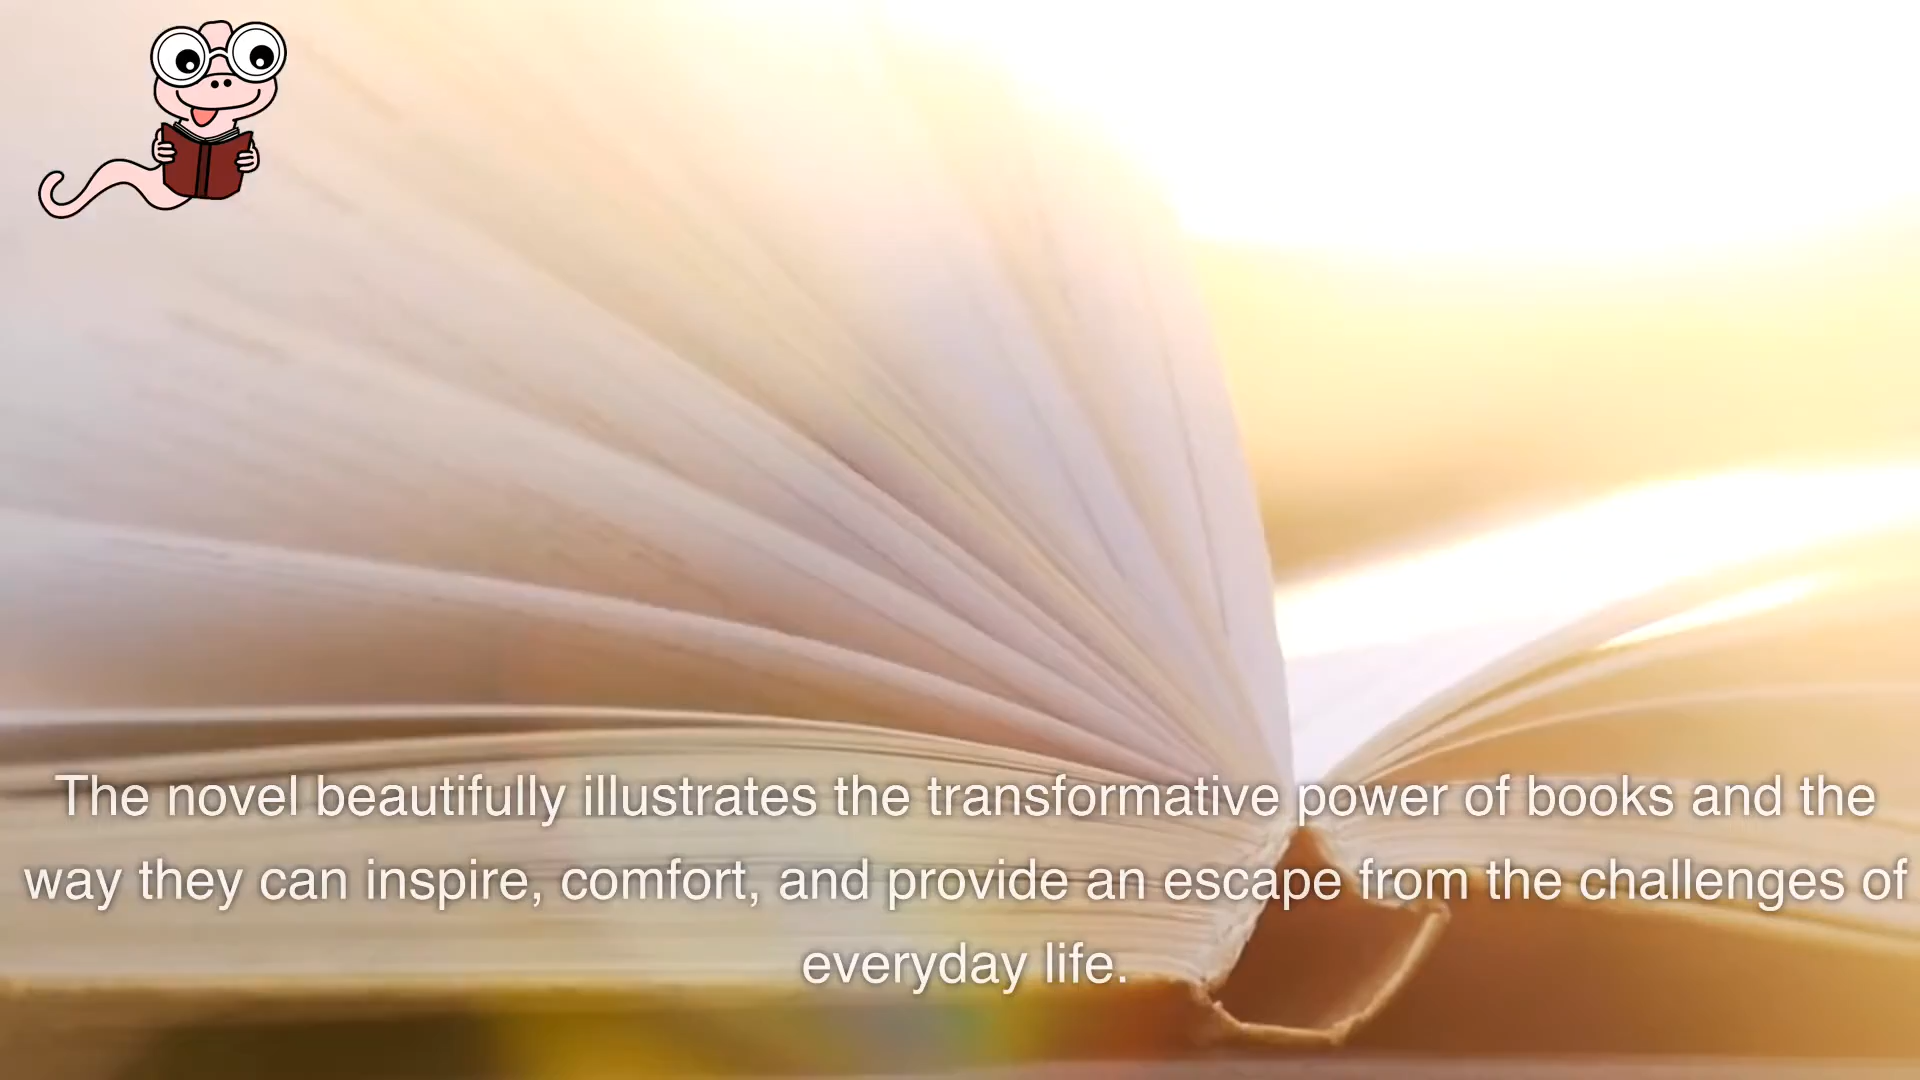 The novel beautifully illustrates the transformative power of books and the
way they can inspire, comfort, and provide an escape from the challenges of
everyday life.